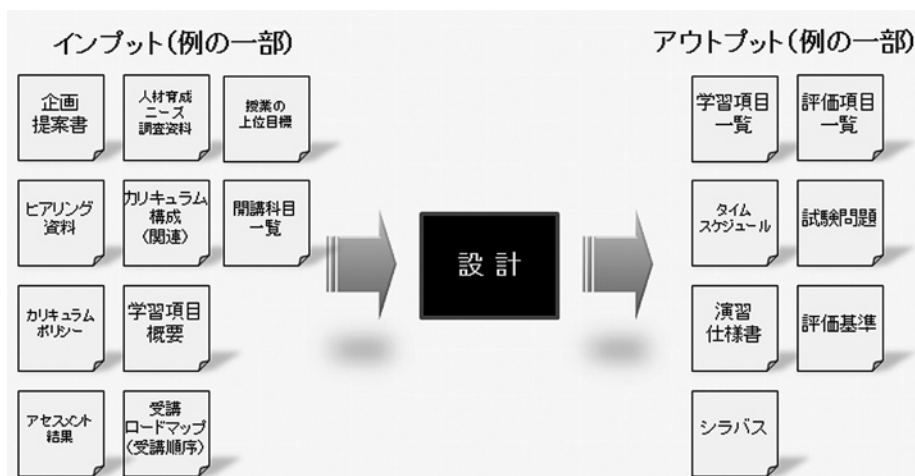 インプット(例の一部)
企画
提案書
人材育成
ニーズ
調査資料
授業の
上位目標
ヒアリング
資料
カリキュラム
構成
(関連)
開講科目
一覧
カリキュラム
ポリシー
学習項目
概要
アセスメント
結果
受講
ロードマップ
(受講順序)
設計
アウトプット(例の一部)
学習項目
一覧
評価項目
一覧
タイム
スケジュール
試験問題
演習
仕様書
評価基準
シラバス